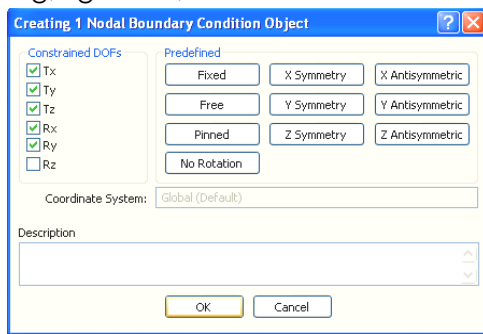 Creating 1 Nodal Boundary Condition Object
Constrained DOFs
Predefined
Tx
Fixed
X Symmetry
X Antisymmetric
Ty
Free
Y Symmetry
Y Antisymmetric
Tz
Rx
Pinned
Z Symmetry
Z Antisymmetric
Ry
Rz
No Rotation
Coordinate System:
Global (Default)
Description
OK
Cancel